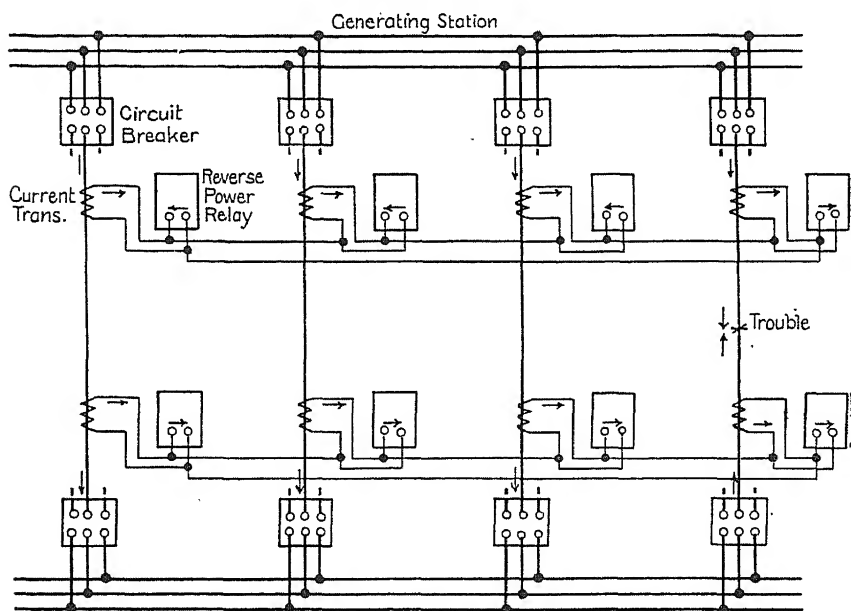 Generating Station
Circuit
Breaker
Current
Trans.
Reverse
Power
Relay
Trouble